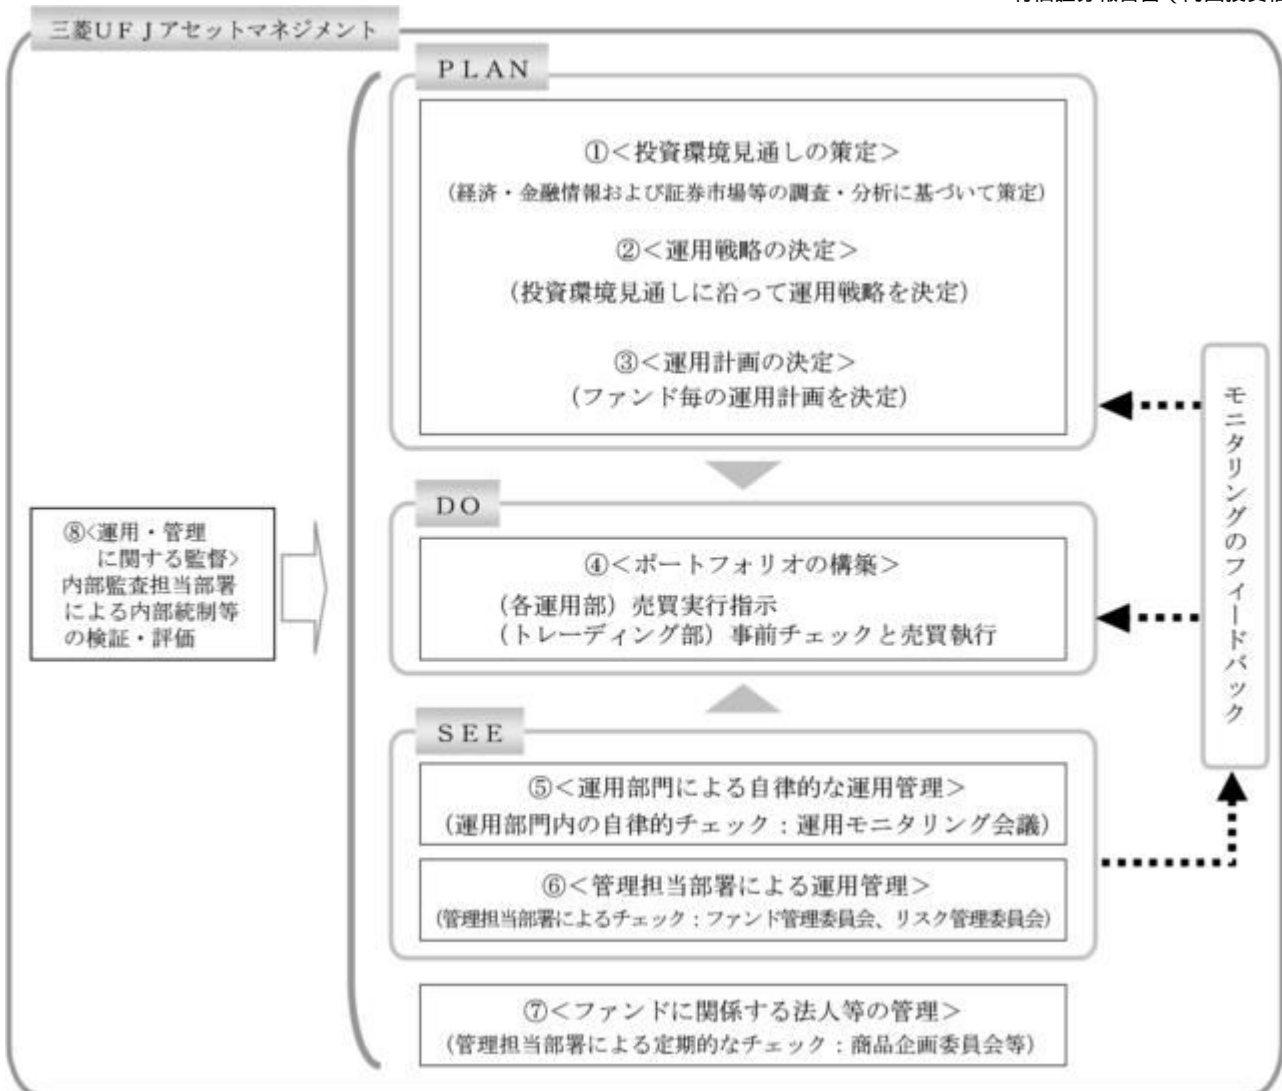 三菱ＵＦＪアセットマネジメント
ＰＬＡＮ
①＜投資環境見通しの策定＞
（経済・金融情報および証券市場等の調査・分析に基づいて策定）
②＜運用戦略の決定＞
（投資環境見通しに沿って運用戦略を決定）
③＜運用計画の決定＞
（ファンド毎の運用計画を決定）
ＤＯ
④＜ポートフォリオの構築＞
（各運用部）売買実行指示
（トレーディング部）事前チェックと売買執行
ＳＥＥ
⑤＜運用部門による自律的な運用管理＞
（運用部門内の自律的チェック：運用モニタリング会議）
⑥＜管理担当部署による運用管理＞
（管理担当部署によるチェック：ファンド管理委員会、リスク管理委員会）
⑦＜ファンドに関係する法人等の管理＞
（管理担当部署による定期的なチェック：商品企画委員会等）
⑧＜運用・管理
に関する監督＞
内部監査担当部署
による内部統制等
の検証・評価
モニタリングのフィードバック